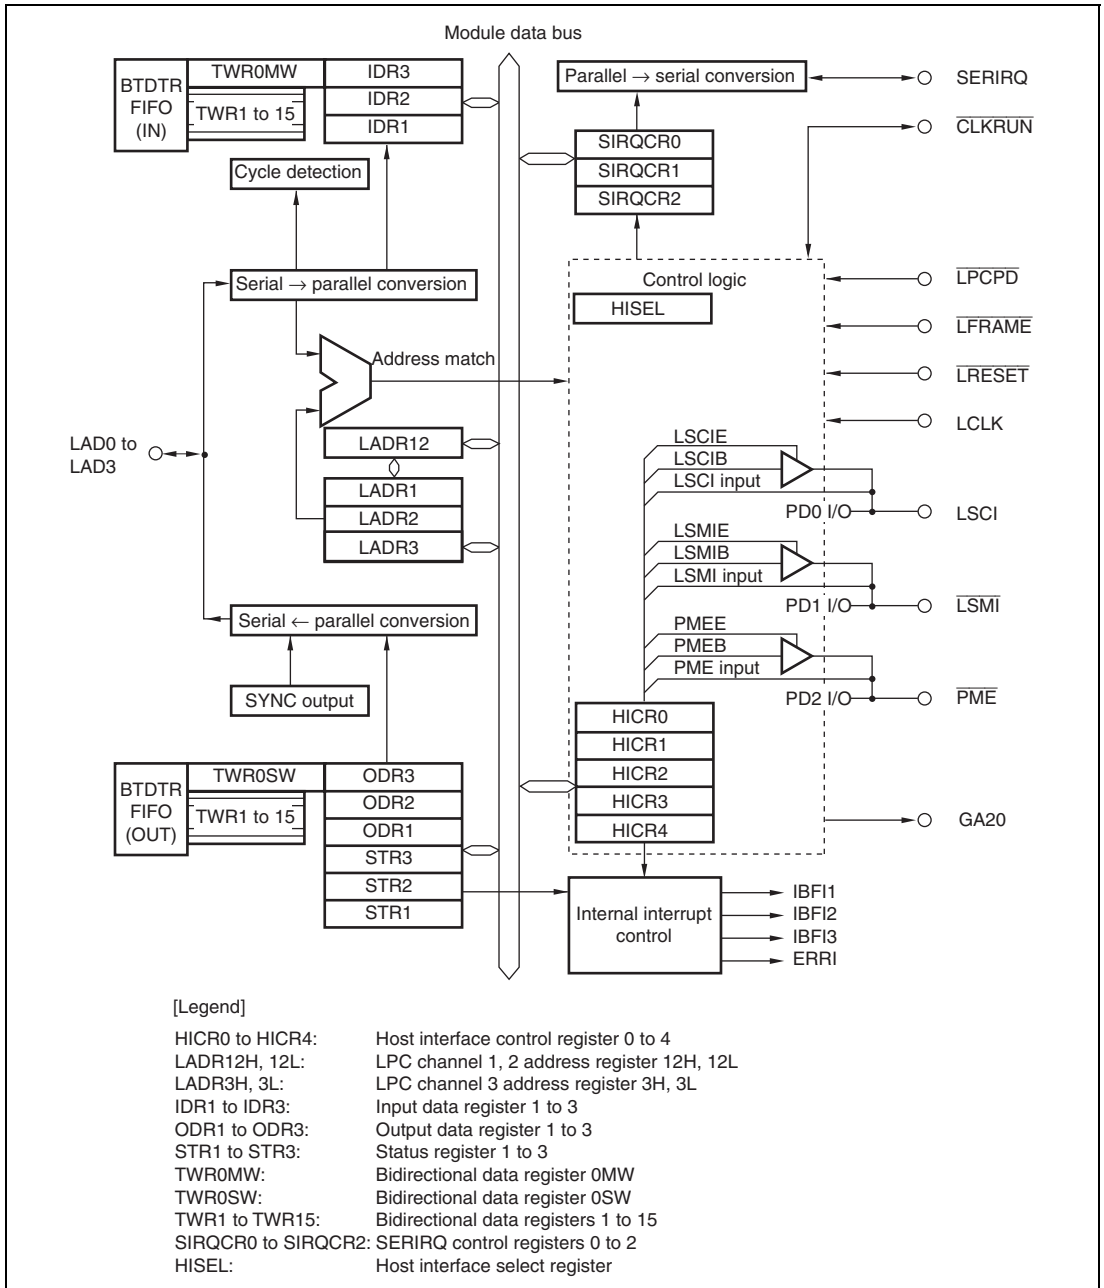 Module data bus
BTDTR
FIFO
(IN)
TWR0MW
TWR1 to 15
IDR3
IDR2
IDR1
Parallel → serial conversion
SERIRQ
CLKRUN
SIRQCR0
SIRQCR1
SIRQCR2
Cycle detection
Serial → parallel conversion
Control logic
HISEL
LPCPD
LFRAME
LRESET
LCLK
Address match
LAD0 to
LAD3
LADR12
LADR1
LADR2
LADR3
LSCIE
LSCIB
LSCI input
PD0 I/O
LSCI
LSMIE
LSMIB
LSMI input
PD1 I/O
LSMI
PMEE
PMEB
PME input
PD2 I/O
PME
Serial ← parallel conversion
SYNC output
HICR0
HICR1
HICR2
HICR3
HICR4
BTDTR
FIFO
(OUT)
TWR0SW
TWR1 to 15
ODR3
ODR2
ODR1
STR3
STR2
STR1
GA20
Internal interrupt
control
IBFI1
IBFI2
IBFI3
ERRI
[Legend]
HICR0 to HICR4: Host interface control register 0 to 4
LADR12H, 12L: LPC channel 1, 2 address register 12H, 12L
LADR3H, 3L: LPC channel 3 address register 3H, 3L
IDR1 to IDR3: Input data register 1 to 3
ODR1 to ODR3: Output data register 1 to 3
STR1 to STR3: Status register 1 to 3
TWR0MW: Bidirectional data register 0MW
TWR0SW: Bidirectional data register 0SW
TWR1 to TWR15: Bidirectional data registers 1 to 15
SIRQCR0 to SIRQCR2: SERIRQ control registers 0 to 2
HISEL: Host interface select register